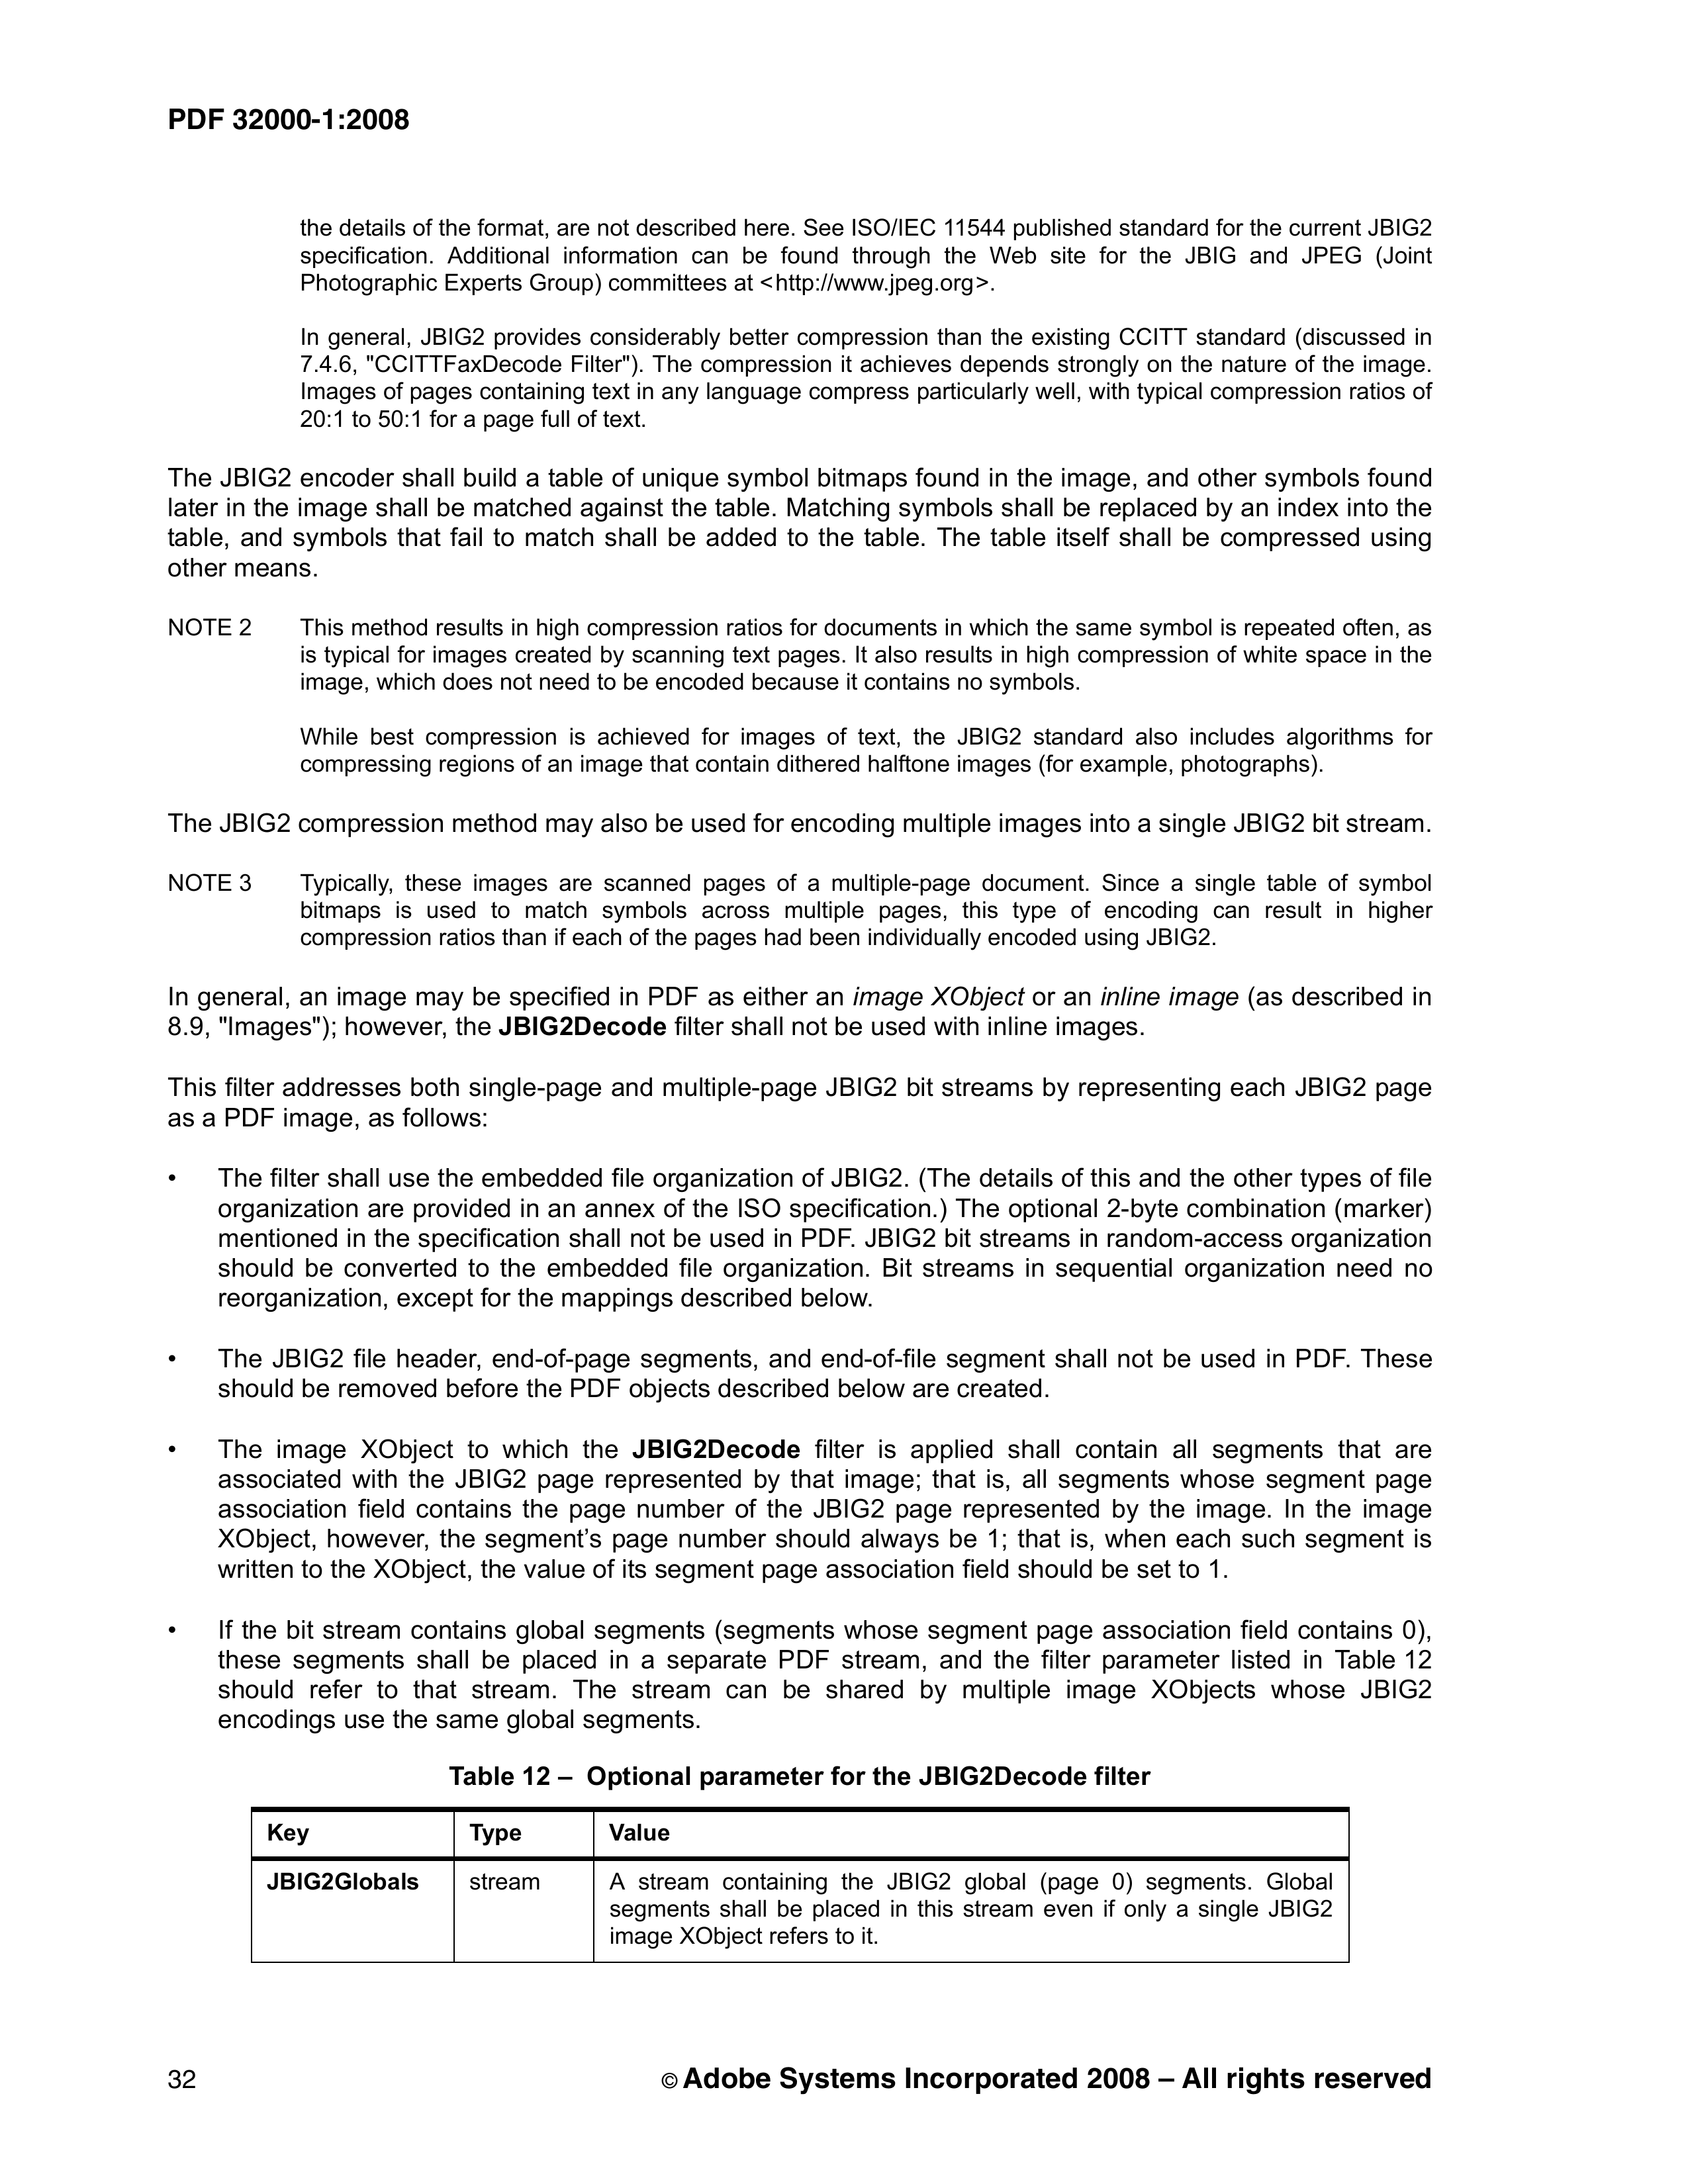 PDF 32000-1:2008
the details of the format, are not described here. See ISO/IEC 11544 published standard for the current JBIG2
specification. Additional information can be found through the Web site for the JBIG and JPEG (Joint
Photographic Experts Group) committees at <http://www.jpeg.org>.
In general, JBIG2 provides considerably better compression than the existing CCITT standard (discussed in
7.4.6, "CCITTFaxDecode Filter"). The compression it achieves depends strongly on the nature of the image.
Images of pages containing text in any language compress particularly well, with typical compression ratios of
20:1 to 50:1 for a page full of text.
The JBIG2 encoder shall build a table of unique symbol bitmaps found in the image, and other symbols found
later in the image shall be matched against the table. Matching symbols shall be replaced by an index into the
table, and symbols that fail to match shall be added to the table. The table itself shall be compressed using
other means.
NOTE 2 This method results in high compression ratios for documents in which the same symbol is repeated often, as
is typical for images created by scanning text pages. It also results in high compression of white space in the
image, which does not need to be encoded because it contains no symbols.
While best compression is achieved for images of text, the JBIG2 standard also includes algorithms for
compressing regions of an image that contain dithered halftone images (for example, photographs).
The JBIG2 compression method may also be used for encoding multiple images into a single JBIG2 bit stream.
NOTE 3 Typically, these images are scanned pages of a multiple-page document. Since a single table of symbol
bitmaps is used to match symbols across multiple pages, this type of encoding can result in higher
compression ratios than if each of the pages had been individually encoded using JBIG2.
In general, an image may be specified in PDF as either an image XObject or an inline image (as described in
8.9, "Images"); however, the JBIG2Decode filter shall not be used with inline images.
This filter addresses both single-page and multiple-page JBIG2 bit streams by representing each JBIG2 page
as a PDF image, as follows:
• The filter shall use the embedded file organization of JBIG2. (The details of this and the other types of file
organization are provided in an annex of the ISO specification.) The optional 2-byte combination (marker)
mentioned in the specification shall not be used in PDF. JBIG2 bit streams in random-access organization
should be converted to the embedded file organization. Bit streams in sequential organization need no
reorganization, except for the mappings described below.
• The JBIG2 file header, end-of-page segments, and end-of-file segment shall not be used in PDF. These
should be removed before the PDF objects described below are created.
• The image XObject to which the JBIG2Decode filter is applied shall contain all segments that are
associated with the JBIG2 page represented by that image; that is, all segments whose segment page
association field contains the page number of the JBIG2 page represented by the image. In the image
XObject, however, the segment’s page number should always be 1; that is, when each such segment is
written to the XObject, the value of its segment page association field should be set to 1.
• If the bit stream contains global segments (segments whose segment page association field contains 0),
these segments shall be placed in a separate PDF stream, and the filter parameter listed in Table 12
should refer to that stream. The stream can be shared by multiple image XObjects whose JBIG2
encodings use the same global segments.
Table 12 – Optional parameter for the JBIG2Decode filter
Key Type Value
JBIG2Globals stream A stream containing the JBIG2 global (page 0) segments. Global
segments shall be placed in this stream even if only a single JBIG2
image XObject refers to it.
32 © Adobe Systems Incorporated 2008 – All rights reserved